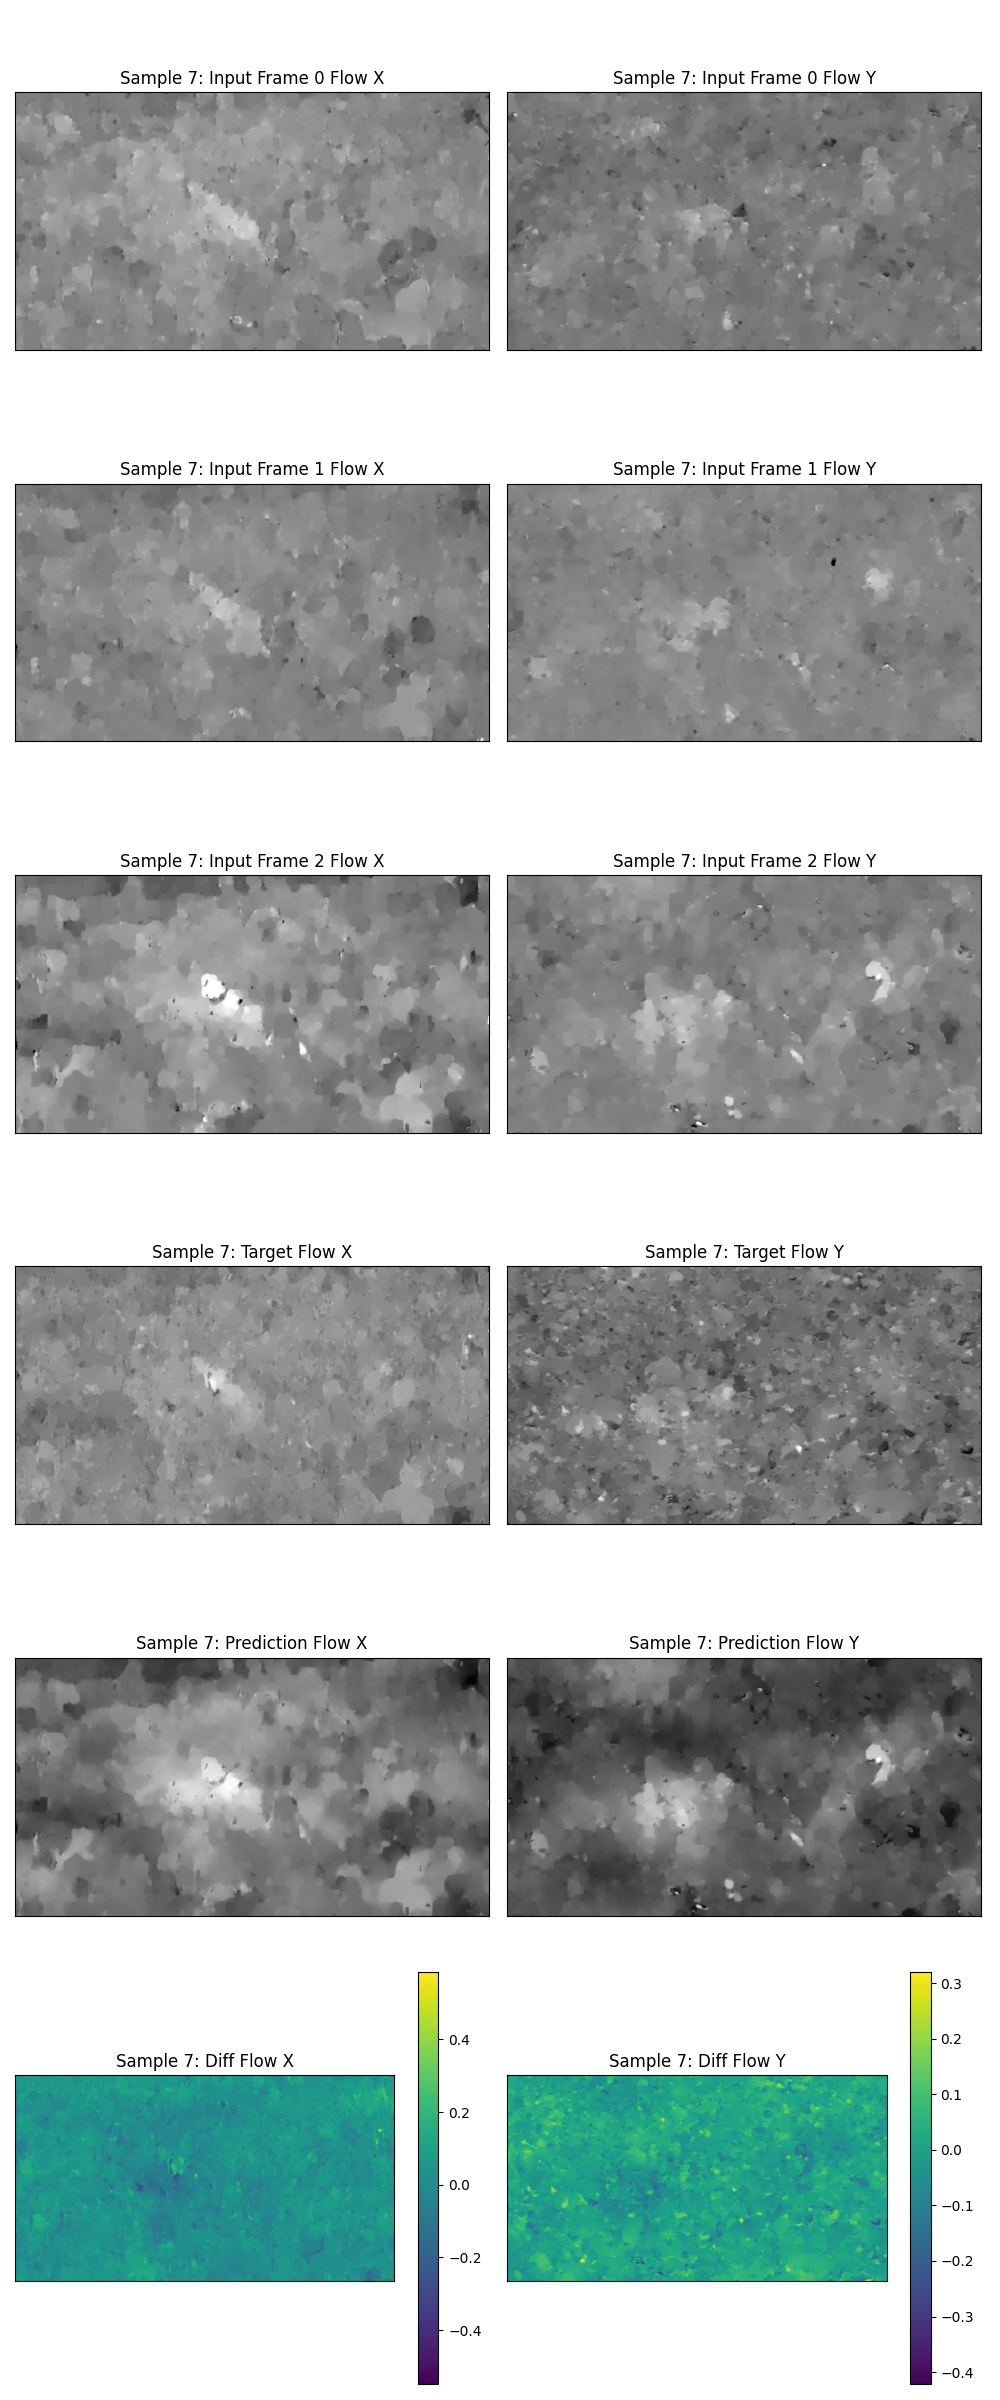 Sample 7: Input Frame 0 Flow X
Sample 7: Input Frame 0 Flow Y
Sample 7: Input Frame 1 Flow X
Sample 7: Input Frame 1 Flow Y
Sample 7: Input Frame 2 Flow X
Sample 7: Input Frame 2 Flow Y
Sample 7: Target Flow X
Sample 7: Target Flow Y
Sample 7: Prediction Flow X
Sample 7: Prediction Flow Y
Sample 7: Diff Flow X
0.4
0.2
0.0
−0.2
−0.4
Sample 7: Diff Flow Y
0.3
0.2
0.1
0.0
−0.1
−0.2
−0.3
−0.4